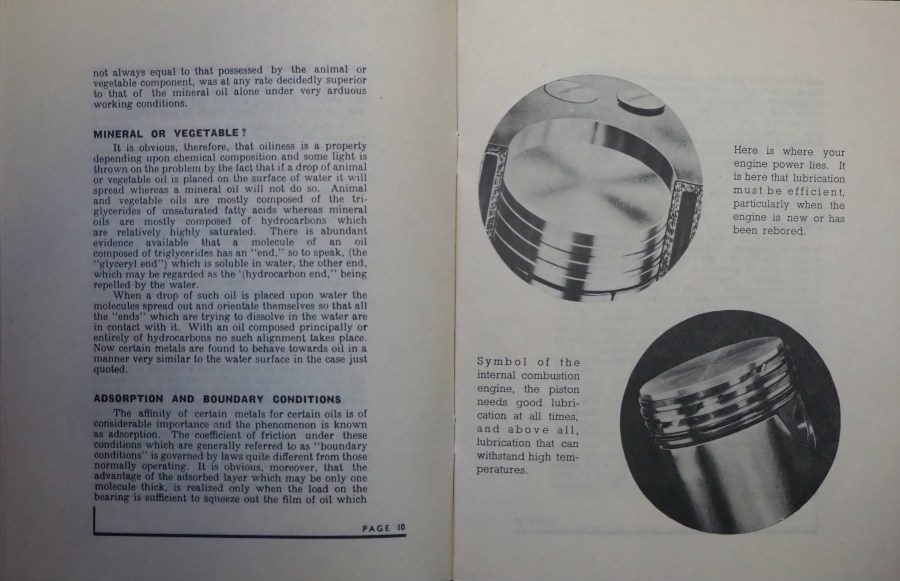 not always equal to that possessed by the animal or
vegetable component, was at any rate decidedly superior
to that of the mineral oil alone under very arduous
working conditions.
MINERAL OR VEGETABLE?
It is obvious, therefore, that oiliness is a property
depending upon chemical composition and some light is
thrown on the problem by the fact that if a drop of animal
or vegetable oil is placed on the surface of water it will
spread whereas a mineral oil will not do so. Animal
and vegetable oils are mostly composed of the tri-
glycerides of unsaturated fatty acids whereas mineral
oils are mostly composed of hydrocarbons which
are relatively highly saturated. There is abundant
evidence available that a molecule of an oil
composed of triglycerides has an "end," so to speak, (the
"glyceryl end") which is soluble in water, the other end,
which may be regarded as the '(hydrocarbon end," being
repelled by the water.
When a drop of such oil is placed upon water the
molecules spread out and orientate themselves so that all
the "ends" which are trying to dissolve in the water are
in contact with it. With an oil composed principally or
entirely of hydrocarbons no such alignment takes place.
Now certain metals are found to behave towards oil in a
manner very similar to the water surface in the case just
quoted.
ADSORPTION AND BOUNDARY CONDITIONS
The affinity of certain metals for certain oils is of
considerable importance and the phenomenon is known
as adsorption. The coefficient of friction under these
conditions which are generally referred to as "boundary
conditions" is governed by laws quite different from those
normally operating. It is obvious, moreover, that the
advantage of the adsorbed layer which may be only one
molecule thick, is realized only when the load on the
bearing is sufficient to squeeze out the film of oil which
PAGE 10
Here is where your
engine power lies. It
is here that lubrication
must be efficient,
particularly when the
engine is new or has
been rebored.
Symbol of the
internal combustion
engine, the piston
needs good lubri-
cation at all times,
and above all,
lubrication that can
withstand high tem-
peratures.